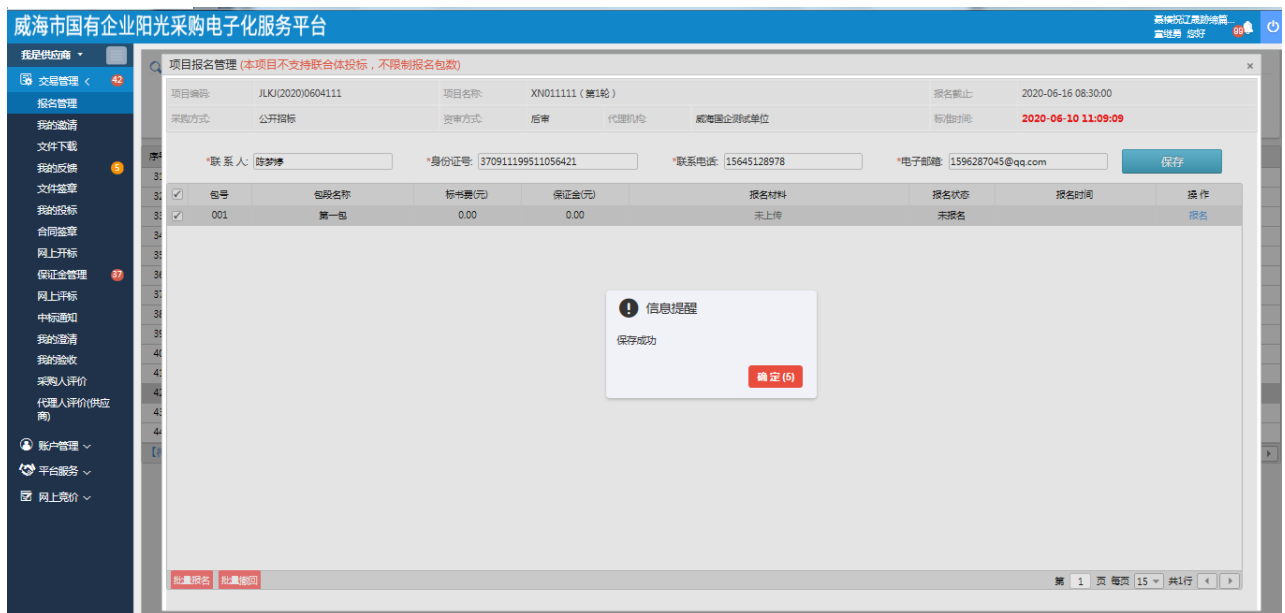 威海市国有企业阳光采购电子化服务平台
99
您好
我是供应商
交易管理 42
报名管理
我的邀请
文件下载
我的反馈 5
文件签章
我的投标
合同签章
网上开标
保证金管理 37
网上评标
中标通知
我的澄清
我的验收
采购人评价
代理人评价(供应
商)
账户管理
平台服务
网上竞价
项目报名管理 (本项目不支持联合体投标，不限制报名包数) ×
项目编码: JLKJ(2020)0604111 项目名称: XN011111（第1轮） 报名截止: 2020-06-16 08:30:00
采购方式: 公开招标 资审方式: 后审 代理机构: 威海国企测试单位 标准时间: 2020-06-10 11:09:09
*联 系 人: 陈梦婷 *身份证号: 370911199511056421 *联系电话: 15645128978 *电子邮箱: 1596287045@qq.com 保存
包号 包段名称 标书费(元) 保证金(元) 报名材料 报名状态 报名时间 操 作
001 第一包 0.00 0.00 未上传 未报名 报名
信息提醒
保存成功
确 定 (5)
批量报名 批量撤回 第 1 页 每页 15 共1行